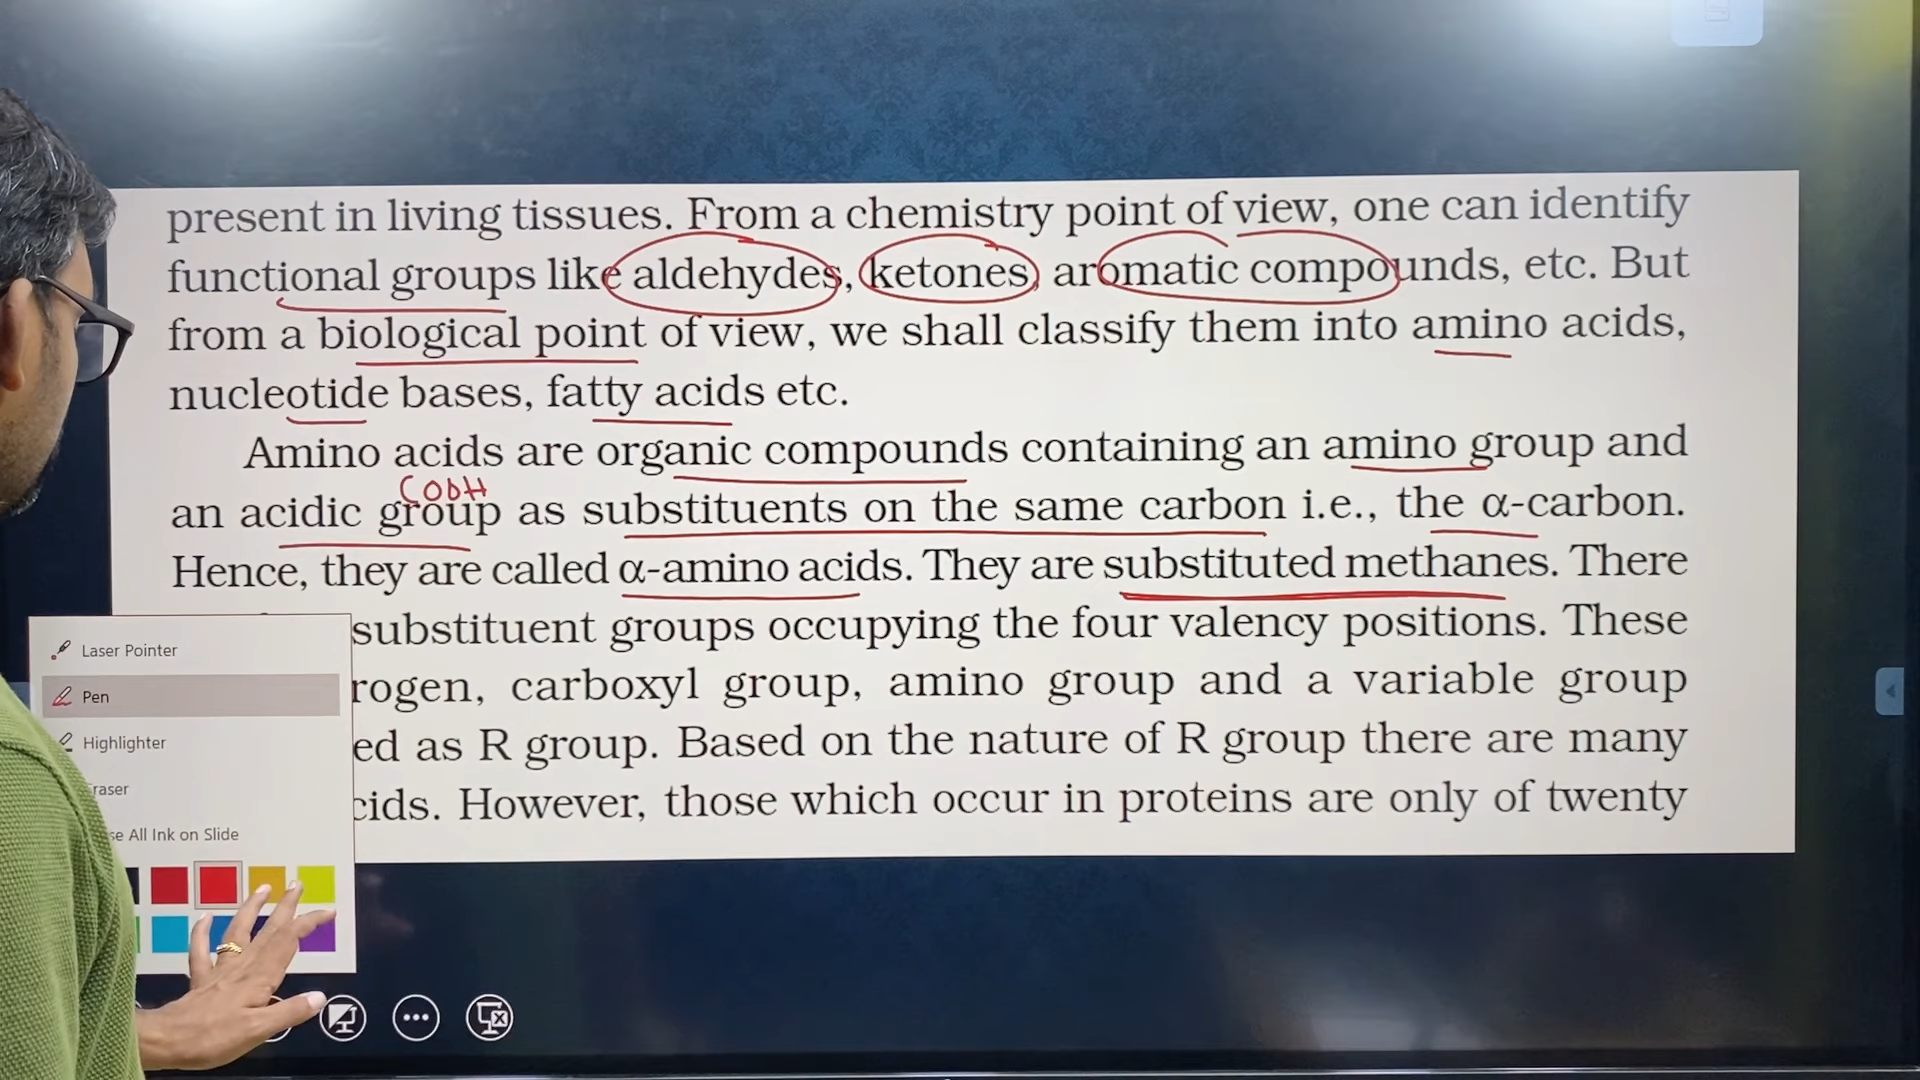 present in living tissues. From a chemistry point of view, one can identify
functional groups like aldehydes, ketones, aromatic compounds, etc. But
from a biological point of view, we shall classify them into amino acids,
nucleotide bases, fatty acids etc.
Amino acids are organic compounds containing an amino group and
COOH
an acidic group as substituents on the same carbon i.e., the α-carbon.
Hence, they are called α-amino acids. They are substituted methanes. There
substituent groups occupying the four valency positions. These
rogen, carboxyl group, amino group and a variable group
ed as R group. Based on the nature of R group there are many
cids. However, those which occur in proteins are only of twenty
Laser Pointer
Pen
Highlighter
raser
se All Ink on Slide